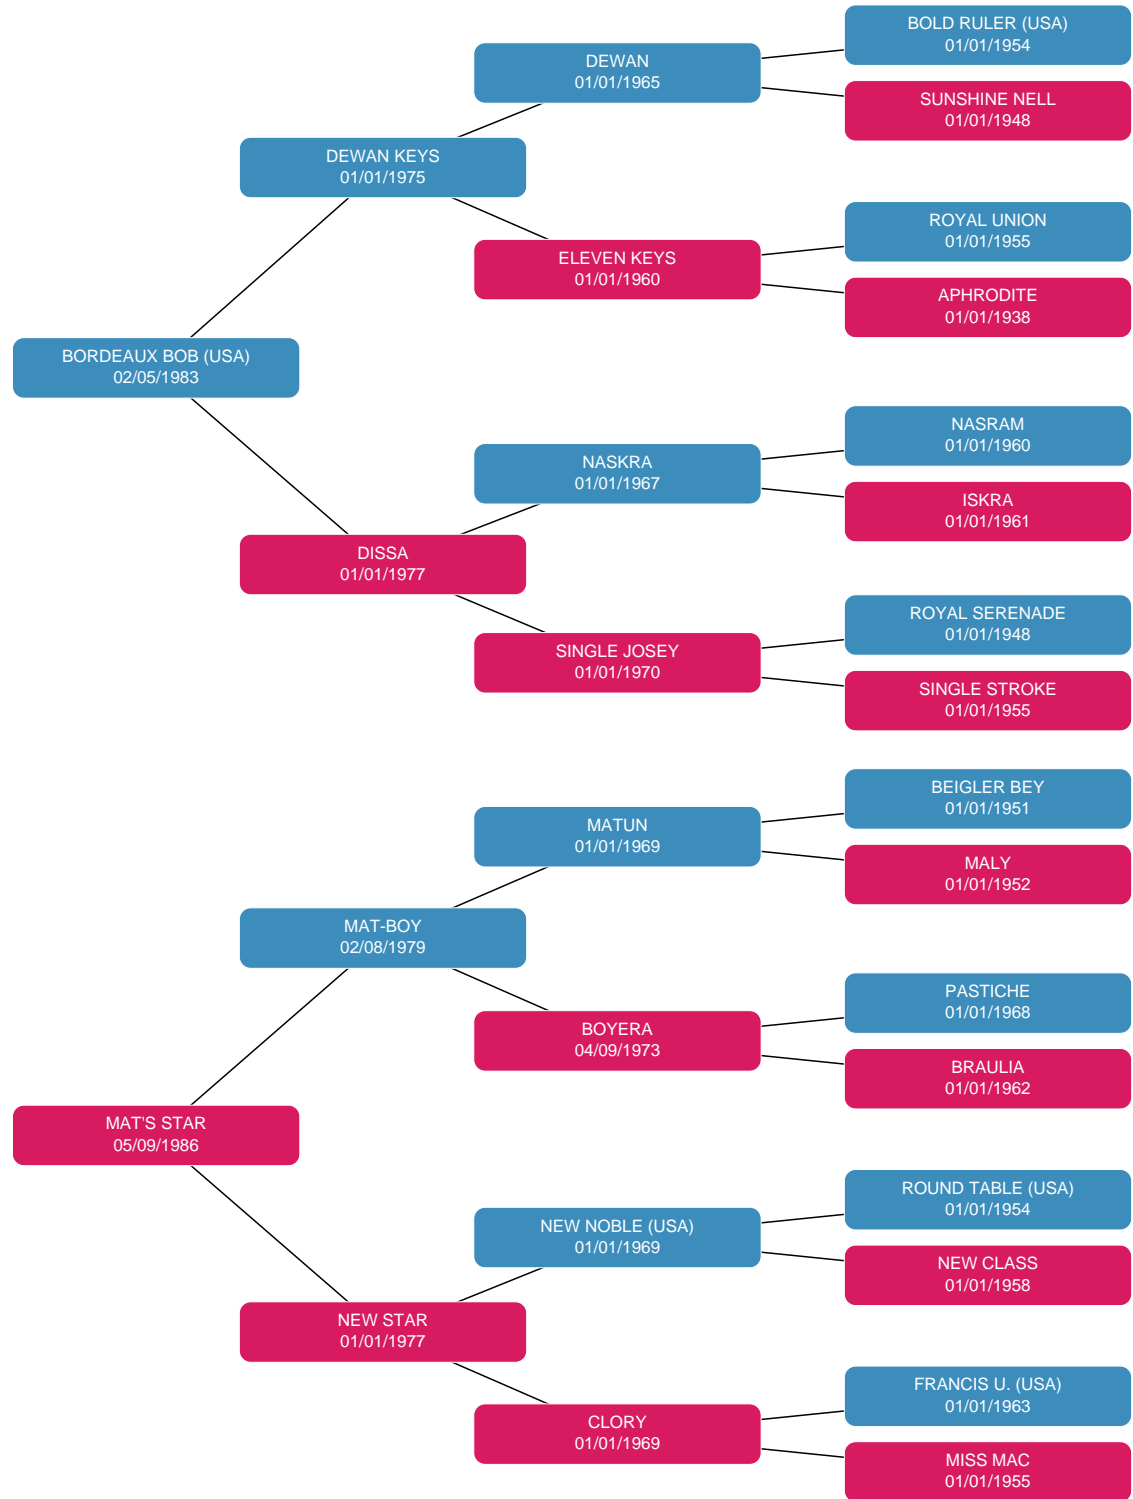 BOLD RULER (USA)
01/01/1954
DEWAN
01/01/1965
SUNSHINE NELL
01/01/1948
DEWAN KEYS
01/01/1975
ROYAL UNION
01/01/1955
ELEVEN KEYS
01/01/1960
APHRODITE
01/01/1938
BORDEAUX BOB (USA)
02/05/1983
NASRAM
01/01/1960
NASKRA
01/01/1967
ISKRA
01/01/1961
DISSA
01/01/1977
ROYAL SERENADE
01/01/1948
SINGLE JOSEY
01/01/1970
SINGLE STROKE
01/01/1955
BEIGLER BEY
01/01/1951
MATUN
01/01/1969
MALY
01/01/1952
MAT-BOY
02/08/1979
PASTICHE
01/01/1968
BOYERA
04/09/1973
BRAULIA
01/01/1962
MAT'S STAR
05/09/1986
ROUND TABLE (USA)
01/01/1954
NEW NOBLE (USA)
01/01/1969
NEW CLASS
01/01/1958
NEW STAR
01/01/1977
FRANCIS U. (USA)
01/01/1963
CLORY
01/01/1969
MISS MAC
01/01/1955